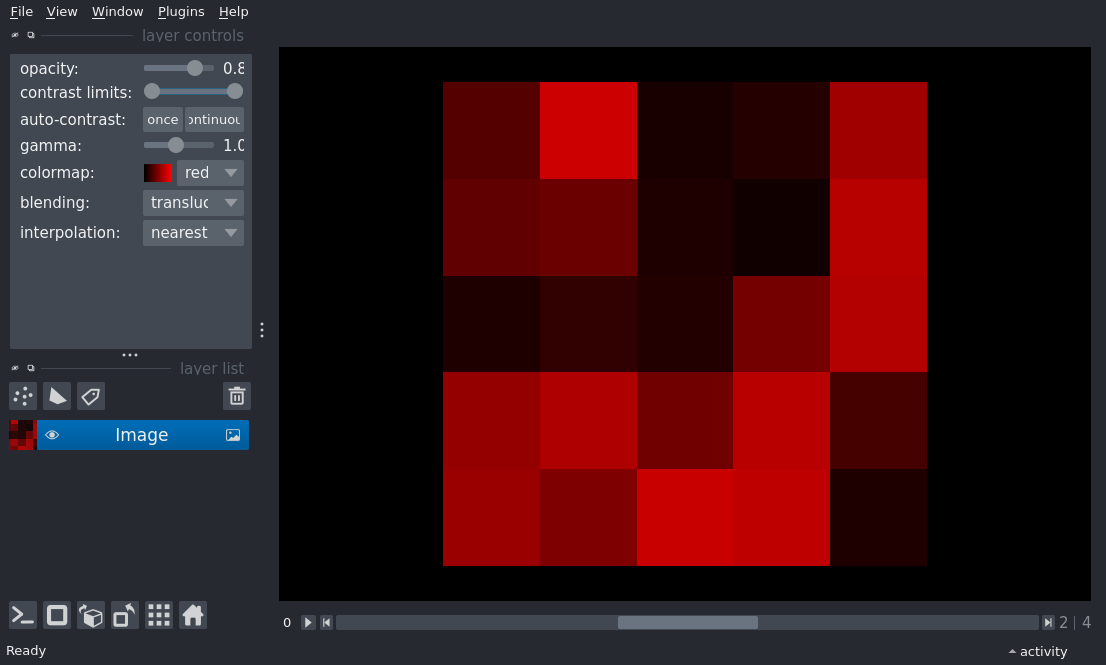 File View Window Plugins Help
layer controls
opacity: 0.8
contrast limits:
auto-contrast: once ontinuou
gamma: 1.0
colormap: red
blending: transluc
interpolation: nearest
layer list
Image
0 2 | 4
Ready activity